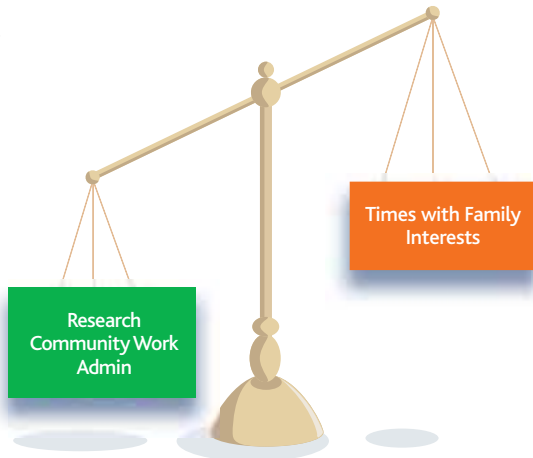 Times with Family
Interests
Research
Community Work
Admin